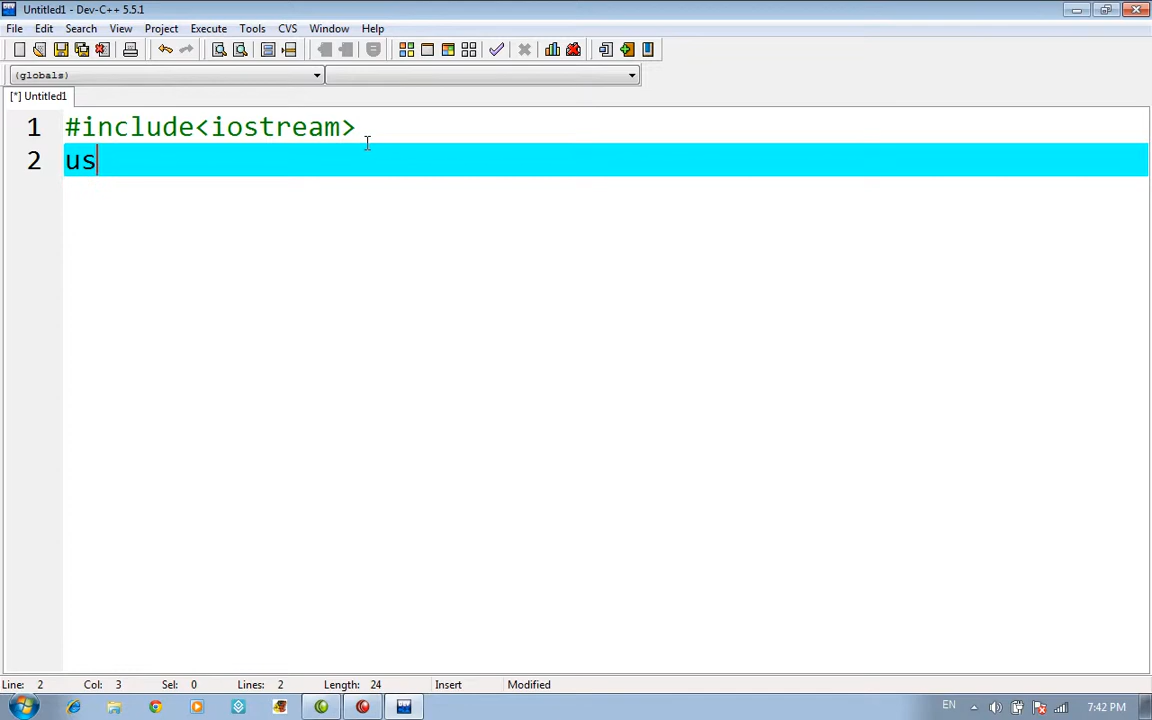 Untitled1 - Dev-C++ 5.5.1
File Edit Search View Project Execute Tools CVS Window Help
(globals)
[*] Untitled1
1 #include<iostream>
2 us
Line: 2 Col: 3 Sel: 0 Lines: 2 Length: 24 Insert Modified
EN 7:42 PM